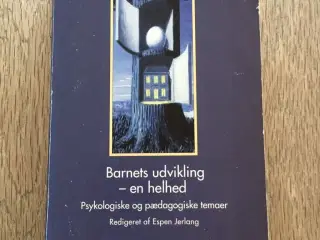 Barnets udvikling
– en helhed
Psykologiske og pædagogiske temaer
Redigeret af Espen Jerlang